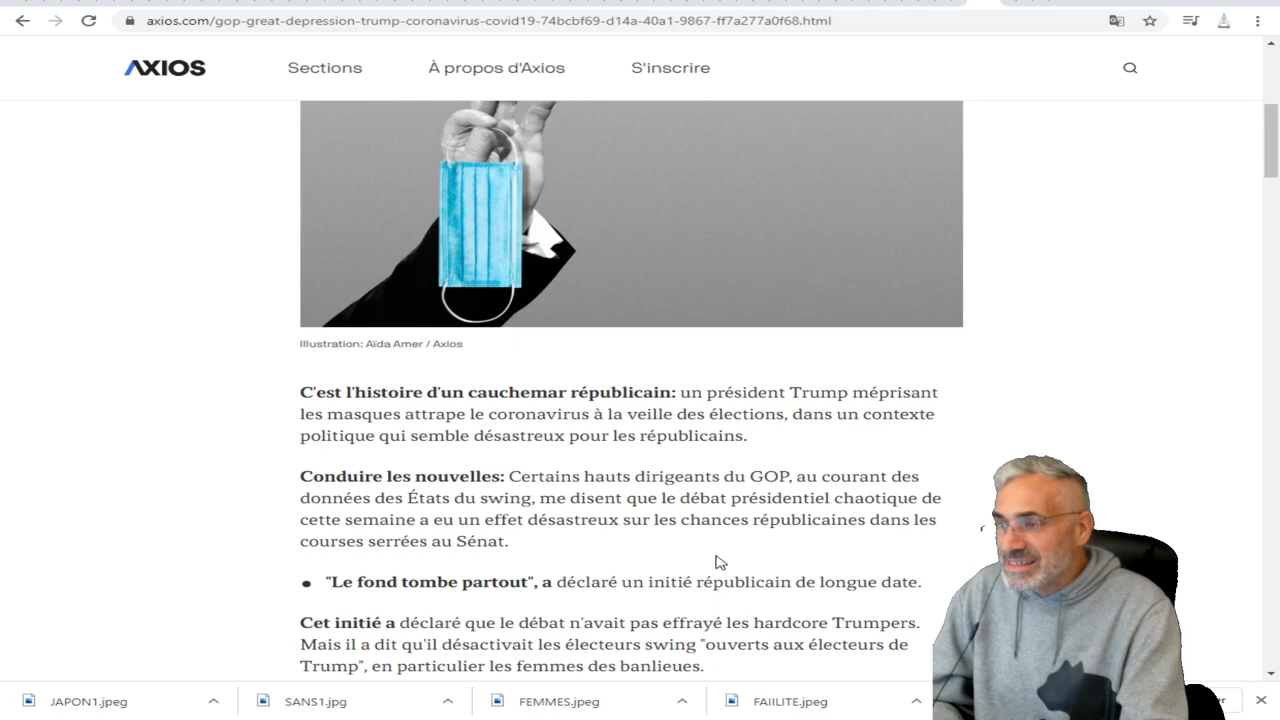 axios.com/gop-great-depression-trump-coronavirus-covid19-74bcbf69-d14a-40a1-9867-ff7a277a0f68.html
AXIOS
Sections
À propos d'Axios
S'inscrire
Illustration: Aïda Amer / Axios
C'est l'histoire d'un cauchemar républicain: un président Trump méprisant
les masques attrape le coronavirus à la veille des élections, dans un contexte
politique qui semble désastreux pour les républicains.
Conduire les nouvelles: Certains hauts dirigeants du GOP, au courant des
données des États du swing, me disent que le débat présidentiel chaotique de
cette semaine a eu un effet désastreux sur les chances républicaines dans les
courses serrées au Sénat.
"Le fond tombe partout", a déclaré un initié républicain de longue date.
Cet initié a déclaré que le débat n'avait pas effrayé les hardcore Trumpers.
Mais il a dit qu'il désactivait les électeurs swing "ouverts aux électeurs de
Trump", en particulier les femmes des banlieues.
JAPON1.jpeg
SANS1.jpg
FEMMES.jpeg
FAIILITE.jpeg